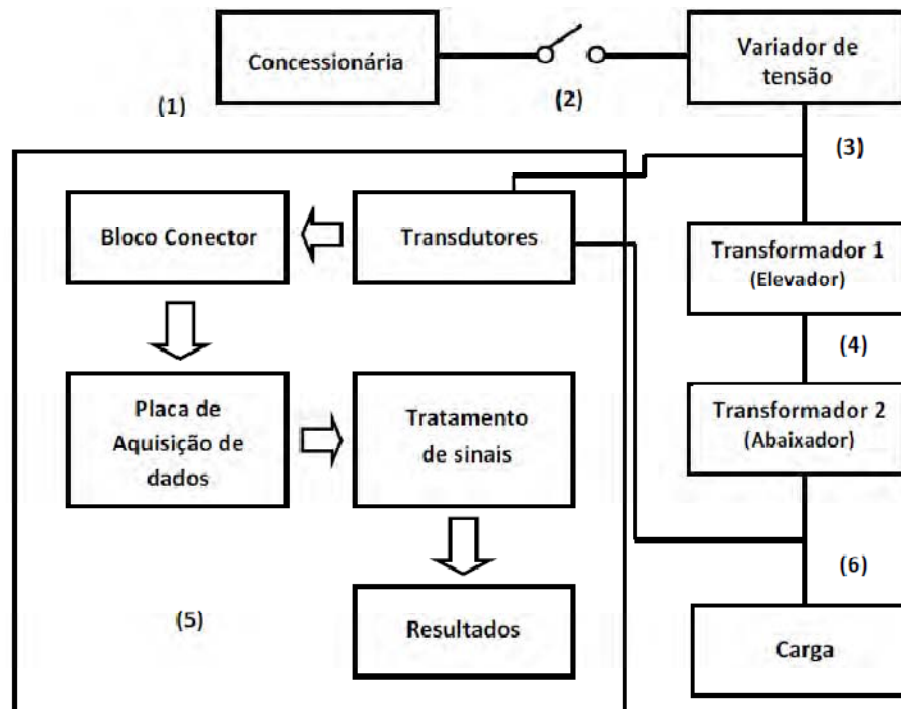 Concessionária
(1)
(2)
Variador de
tensão
(3)
Bloco Conector
Transdutores
Transformador 1
(Elevador)
(4)
Placa de
Aquisição de
dados
Tratamento
de sinais
Transformador 2
(Abaixador)
(5)
Resultados
(6)
Carga